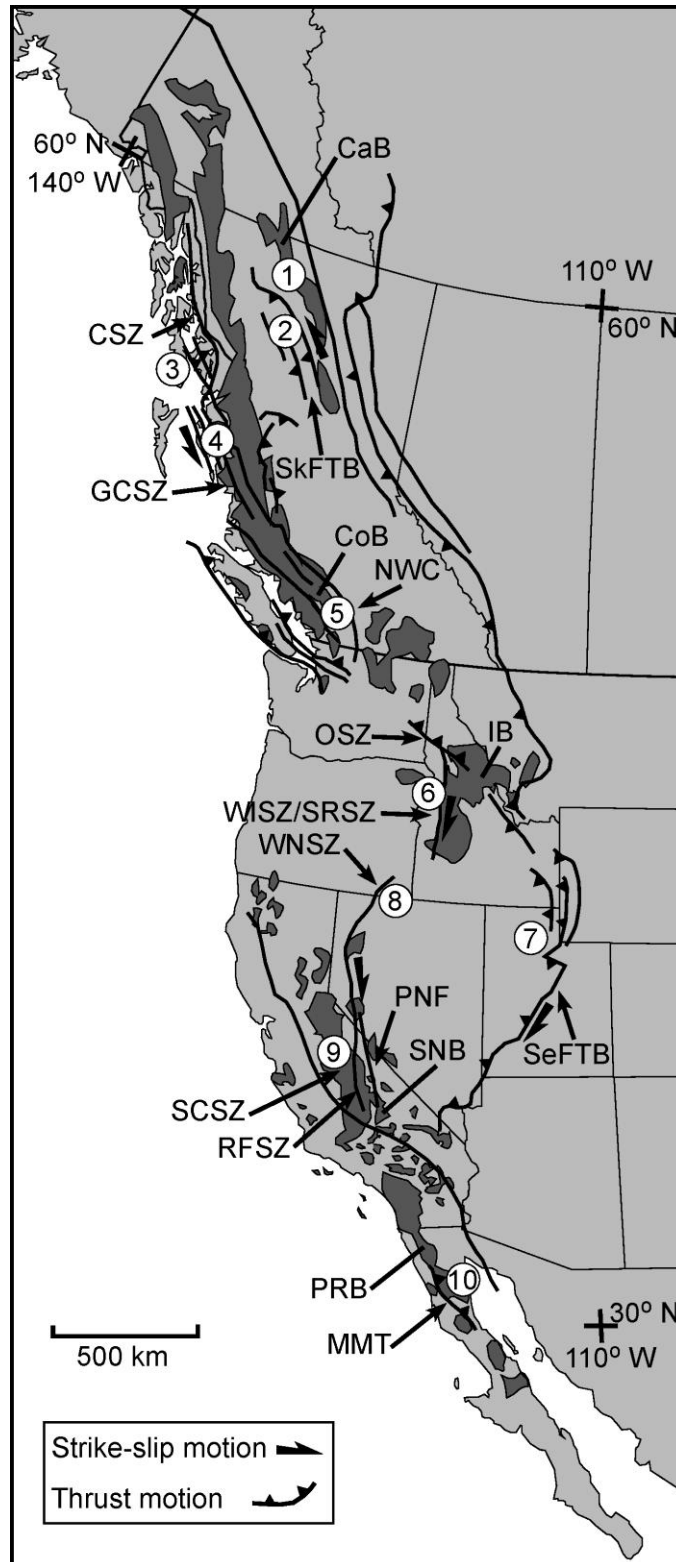 60° N
140° W
CaB
1
110° W
60° N
2
CSZ
3
4
SkFTB
GCSZ
CoB
NWC
5
OSZ
IB
6
WISZ/SRSZ
WNSZ
8
7
PNF
9
SNB
SeFTB
SCSZ
RFSZ
10
PRB
30° N
110° W
MMT
500 km
Strike-slip motion
Thrust motion